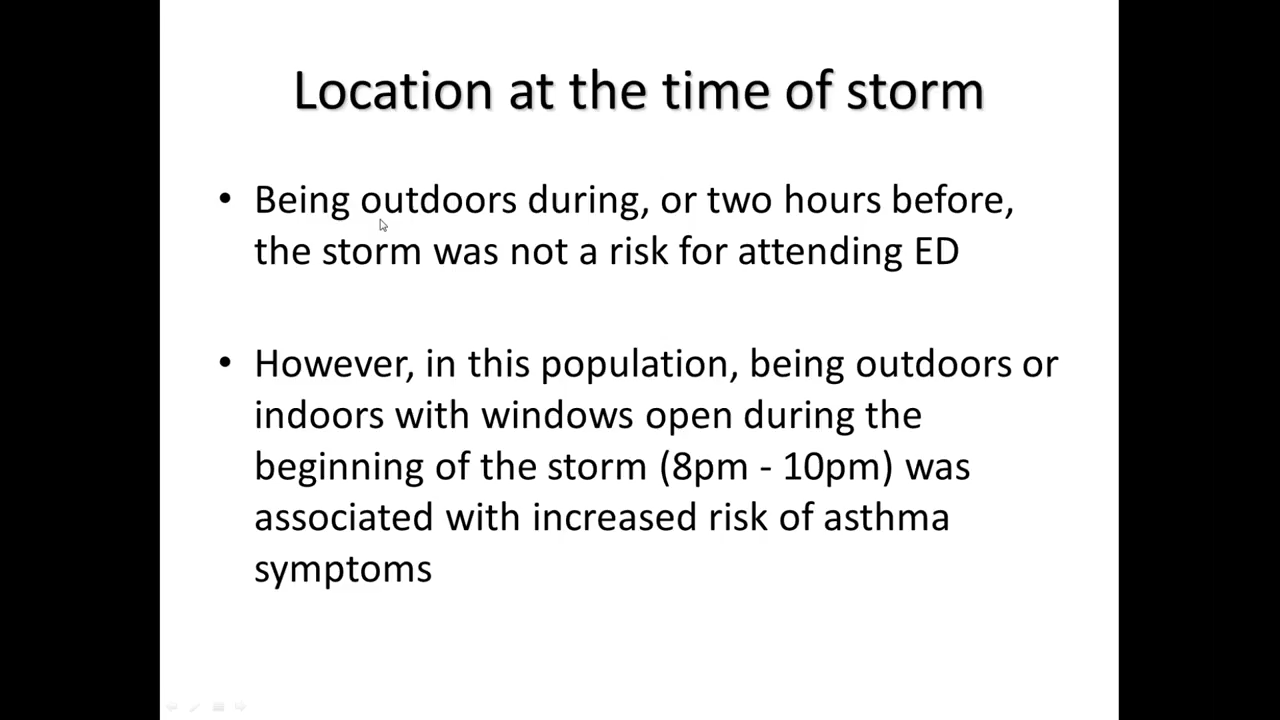 Location at the time of storm
• Being outdoors during, or two hours before,
the storm was not a risk for attending ED
• However, in this population, being outdoors or
indoors with windows open during the
beginning of the storm (8pm - 10pm) was
associated with increased risk of asthma
symptoms